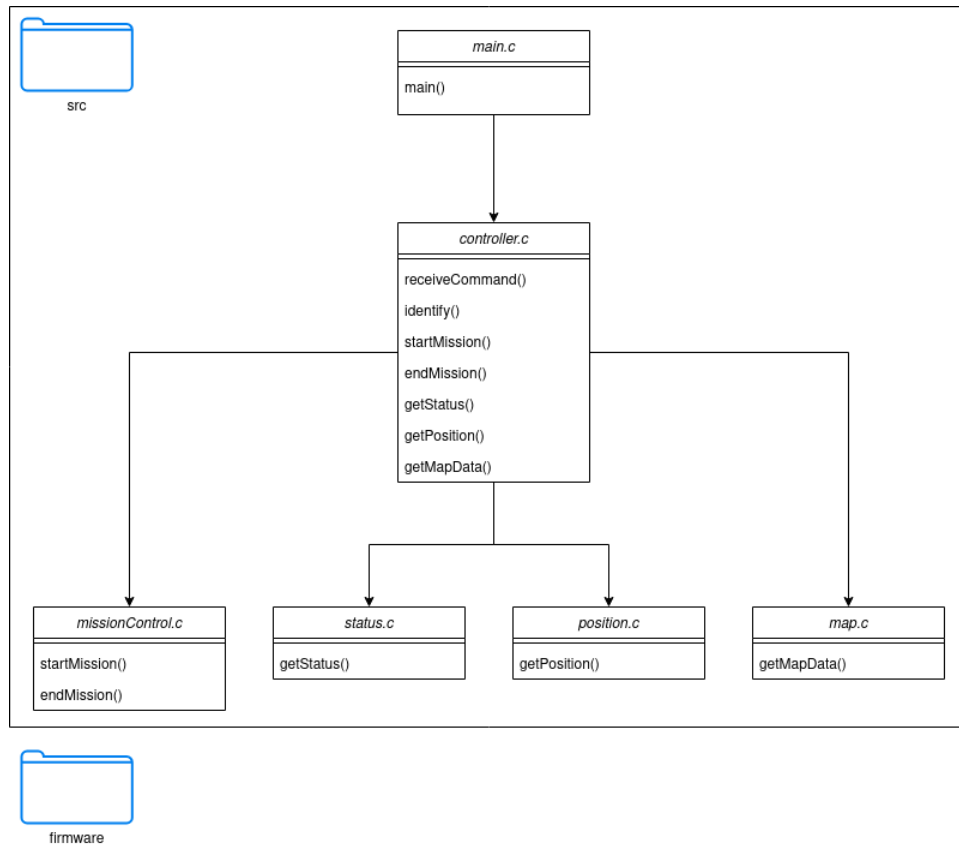 src
main.c
main()
controller.c
receiveCommand()
identify()
startMission()
endMission()
getStatus()
getPosition()
getMapData()
missionControl.c
startMission()
endMission()
status.c
getStatus()
position.c
getPosition()
map.c
getMapData()
firmware